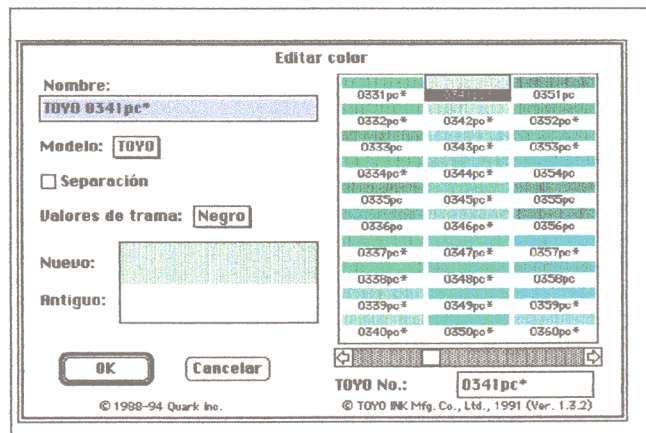 Editar color
Nombre:
TOYO 0341pc*
Modelo: TOYO
Separación
Valores de trama: Negro
Nuevo:
Antiguo:
OK Cancelar
© 1988-94 Quark Inc.
0331pc* 0351pc
0332pc* 0342pc* 0352pc*
0333pc 0343pc* 0353pc*
0334pc* 0344pc* 0354pc
0335pc 0345pc* 0355pc
0336pc 0346pc* 0356pc
0337pc* 0347pc* 0357pc*
0338pc* 0348pc* 0358pc
0339pc* 0349pc* 0359pc*
0340pc* 0350pc* 0360pc*
TOYO No.: 0341pc*
© TOYO INK Mfg. Co., Ltd., 1991 (Ver. 1.3.2)